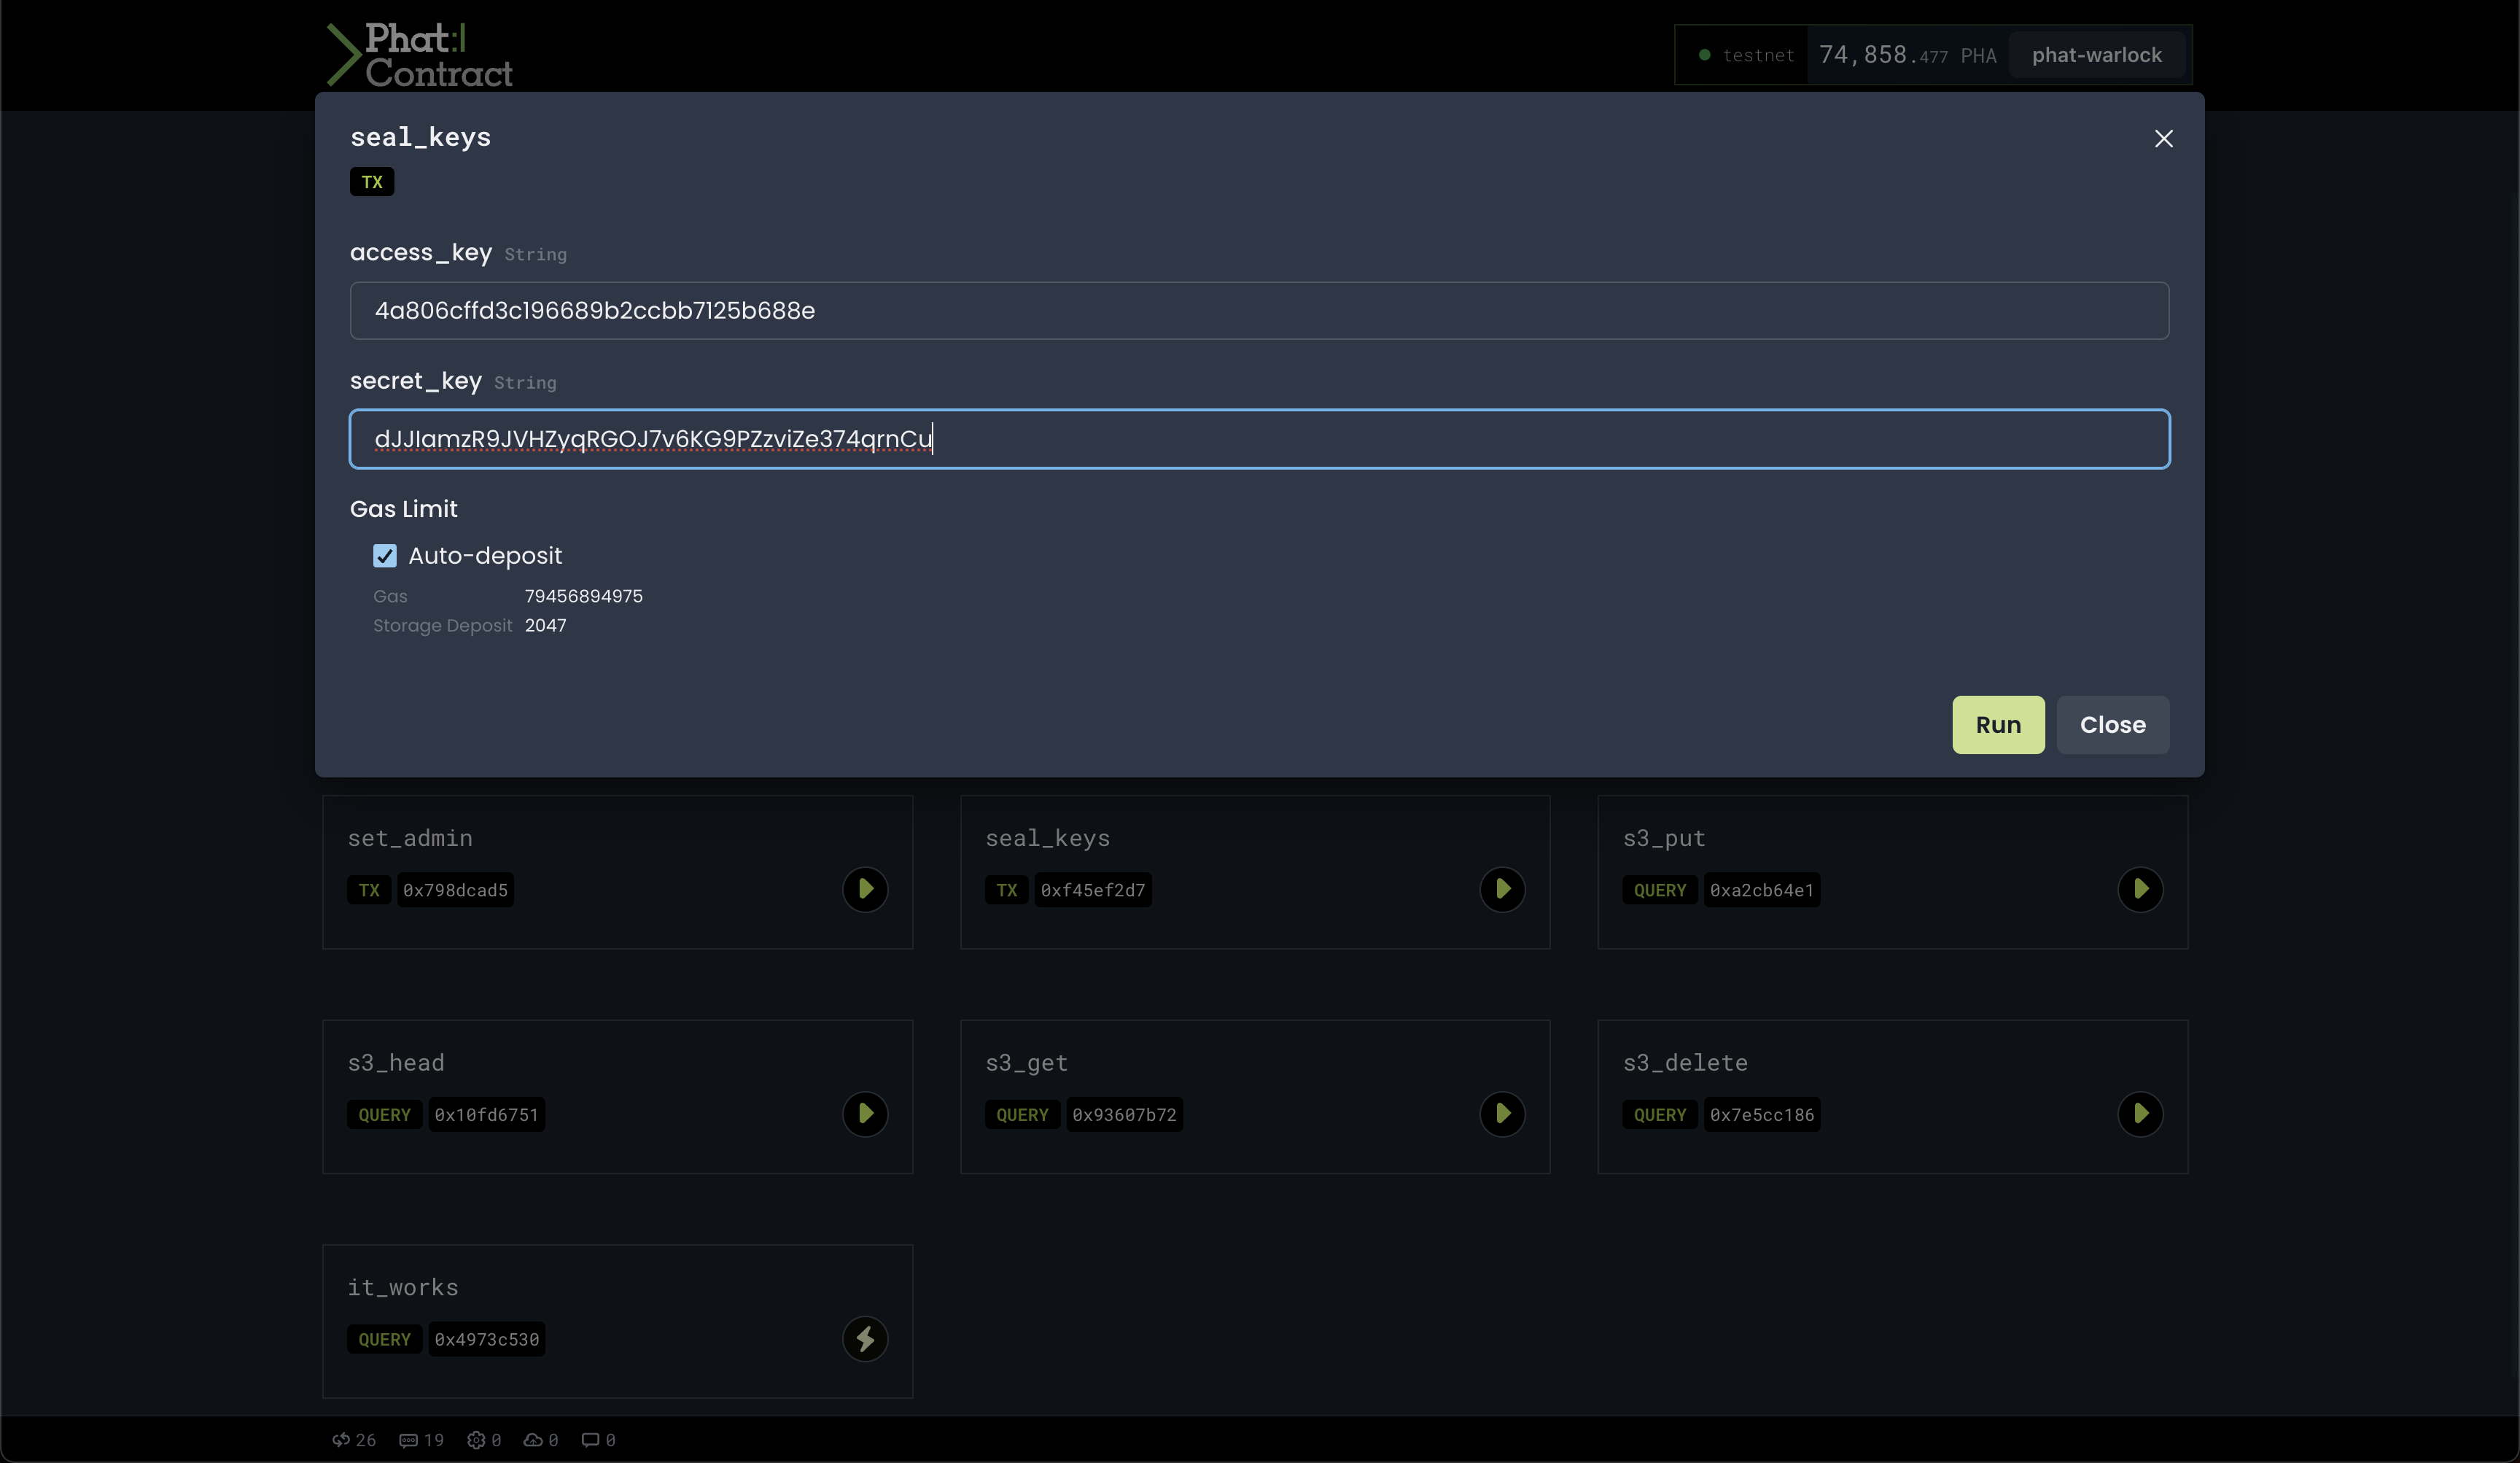 Phat:|
Contract
testnet 74,858.477 PHA phat-warlock
seal_keys
TX
access_key String
4a806cffd3c196689b2ccbb7125b688e
secret_key String
dJJIamzR9JVHZyqRGOJ7v6KG9PZzviZe374qrnCu
Gas Limit
Auto-deposit
Gas 79456894975
Storage Deposit 2047
Run Close
set_admin
TX 0x798dcad5
seal_keys
TX 0xf45ef2d7
s3_put
QUERY 0xa2cb64e1
s3_head
QUERY 0x10fd6751
s3_get
QUERY 0x93607b72
s3_delete
QUERY 0x7e5cc186
it_works
QUERY 0x4973c530
26 19 0 0 0